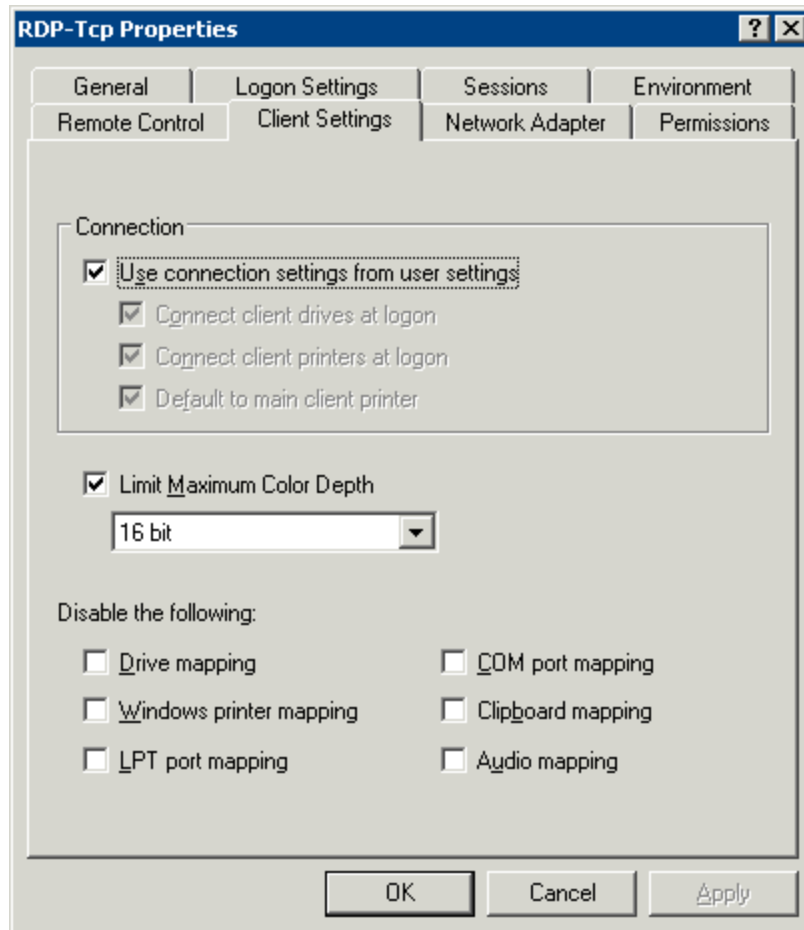 RDP-Tcp Properties
General Logon Settings Sessions Environment
Remote Control Client Settings Network Adapter Permissions
Connection
Use connection settings from user settings
Connect client drives at logon
Connect client printers at logon
Default to main client printer
Limit Maximum Color Depth
16 bit
Disable the following:
Drive mapping COM port mapping
Windows printer mapping Clipboard mapping
LPT port mapping Audio mapping
OK Cancel Apply